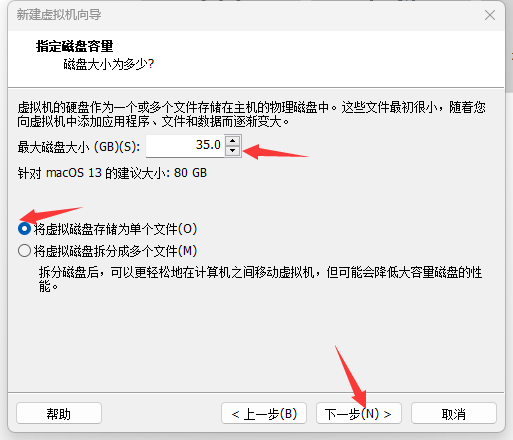 新建虚拟机向导
指定磁盘容量
磁盘大小为多少?
虚拟机的硬盘作为一个或多个文件存储在主机的物理磁盘中。这些文件最初很小，随着您
向虚拟机中添加应用程序、文件和数据而逐渐变大。
最大磁盘大小 (GB)(S): 35.0
针对 macOS 13 的建议大小: 80 GB
将虚拟磁盘存储为单个文件(O)
将虚拟磁盘拆分成多个文件(M)
拆分磁盘后，可以更轻松地在计算机之间移动虚拟机，但可能会降低大容量磁盘的性
能。
帮助 < 上一步(B) 下一步(N) > 取消